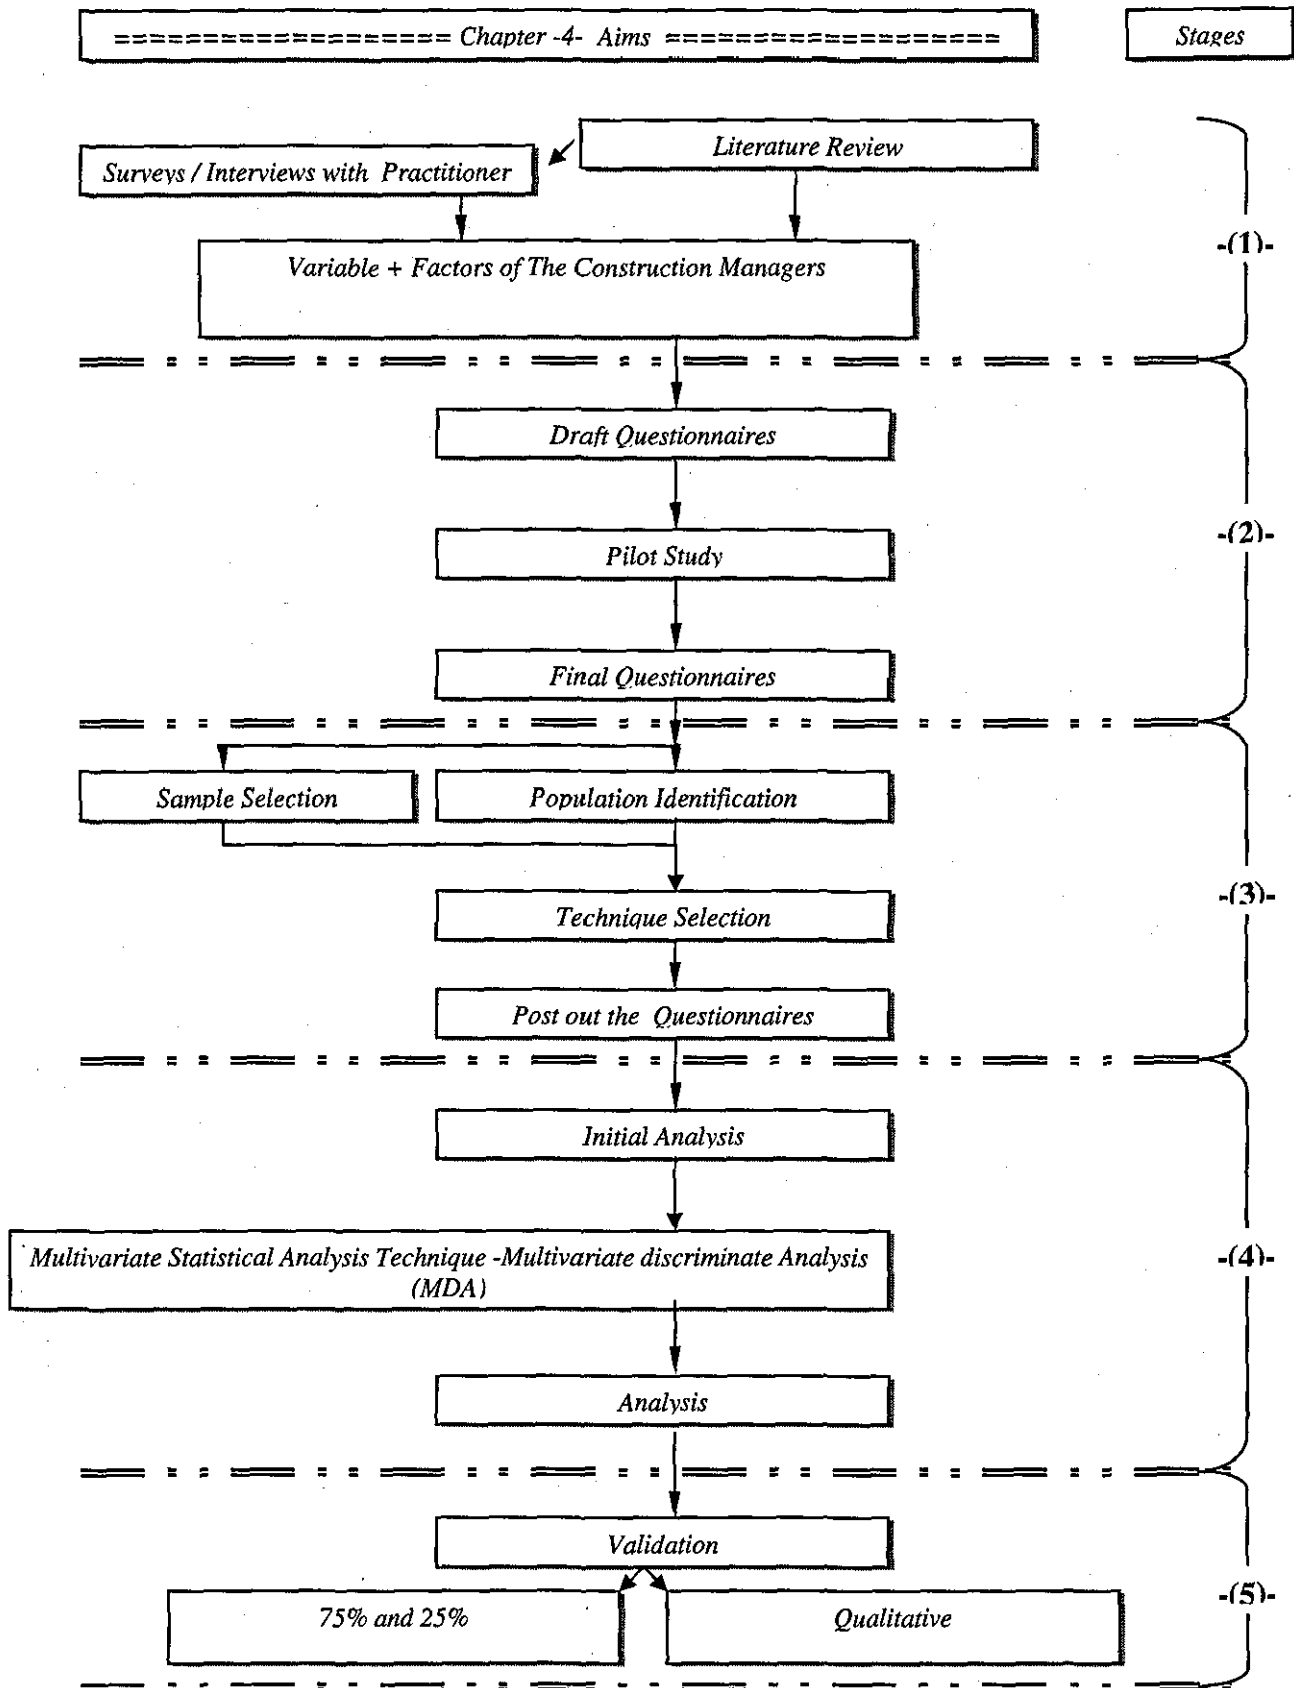 =================== Chapter -4- Aims ===================
Stages
Literature Review
Surveys / Interviews with Practitioner
-(1)-
Variable + Factors of The Construction Managers
Draft Questionnaires
-(2)-
Pilot Study
Final Questionnaires
Sample Selection
Population Identification
-(3)-
Technique Selection
Post out the Questionnaires
Initial Analysis
Multivariate Statistical Analysis Technique -Multivariate discriminate Analysis
(MDA)
-(4)-
Analysis
Validation
75% and 25%
Qualitative
-(5)-